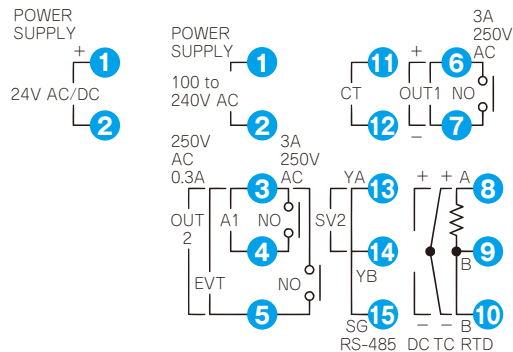 POWER
SUPPLY
+ 1
24V AC/DC
2
POWER
SUPPLY
1
100 to
240V AC
2
11
CT
12
3A
250V
AC
+ 6
OUT1 NO
− 7
250V
AC
0.3A
3A
250V
AC
3
OUT
2
A1 NO
4
EVT NO
5
YA 13
SV2
14
YB
SG 15
RS-485
+ + A 8
9
B
− − B 10
DC TC RTD